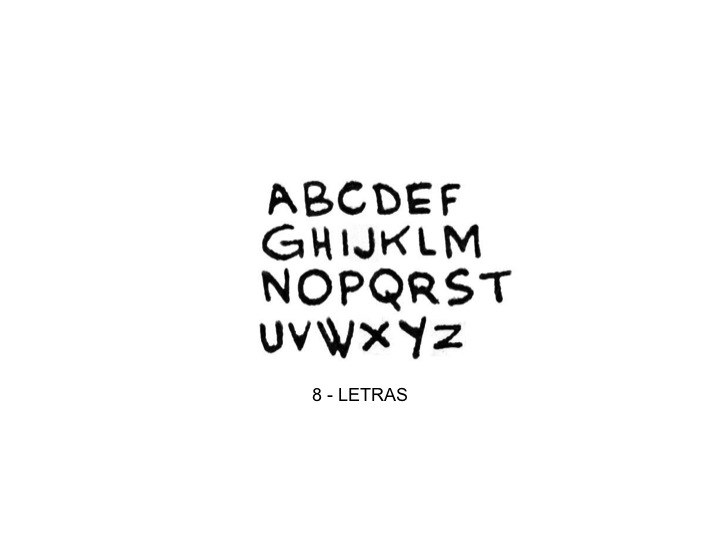 ABCDEF
GHIJKLM
NOPQRST
UVWXYZ
8 - LETRAS